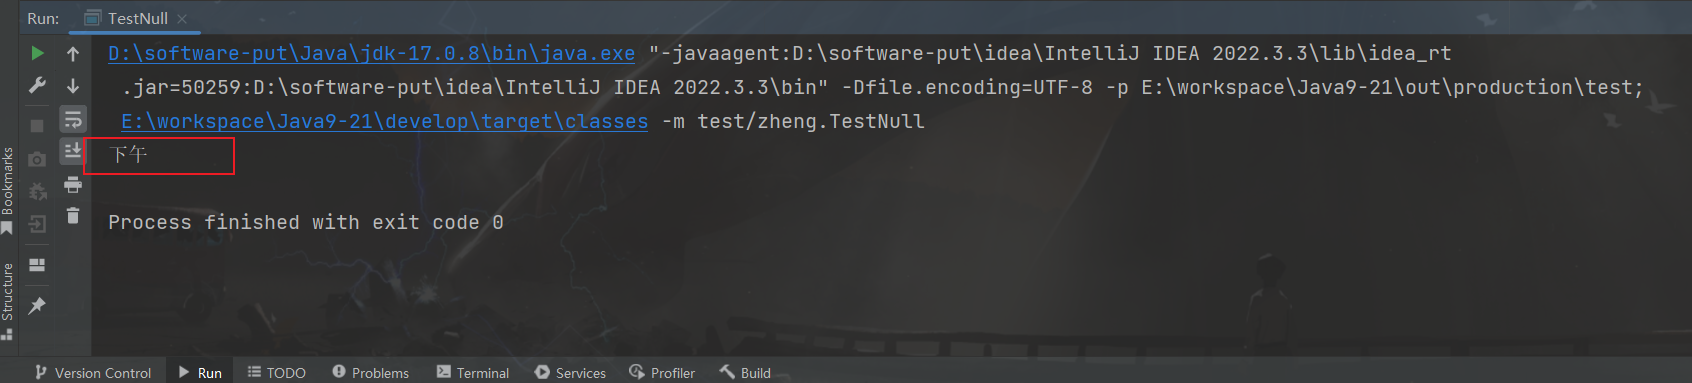 Run: TestNull
D:\software-put\Java\jdk-17.0.8\bin\java.exe "-javaagent:D:\software-put\idea\IntelliJ IDEA 2022.3.3\lib\idea_rt
.jar=50259:D:\software-put\idea\IntelliJ IDEA 2022.3.3\bin" -Dfile.encoding=UTF-8 -p E:\workspace\Java9-21\out\production\test;
E:\workspace\Java9-21\develop\target\classes -m test/zheng.TestNull
下午
Process finished with exit code 0
Bookmarks
Structure
Version Control Run TODO Problems Terminal Services Profiler Build